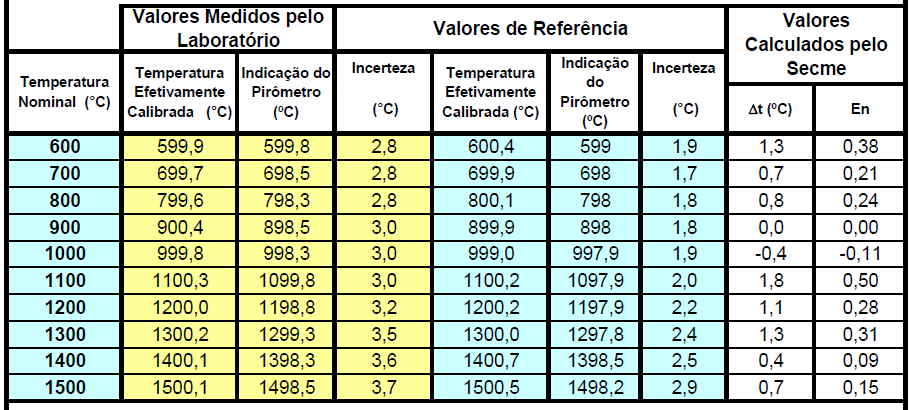 Valores Medidos pelo
Laboratório
Valores de Referência
Valores
Calculados pelo
Secme
Temperatura
Nominal (°C)
Temperatura
Efetivamente
Calibrada (°C)
Indicação do
Pirômetro
(ºC)
Incerteza
(°C)
Temperatura
Efetivamente
Calibrada (°C)
Indicação
do
Pirômetro
(ºC)
Incerteza
(°C)
Δt (ºC)
En
600 599,9 599,8 2,8 600,4 599 1,9 1,3 0,38
700 699,7 698,5 2,8 699,9 698 1,7 0,7 0,21
800 799,6 798,3 2,8 800,1 798 1,8 0,8 0,24
900 900,4 898,5 3,0 899,9 898 1,8 0,0 0,00
1000 999,8 998,3 3,0 999,0 997,9 1,9 -0,4 -0,11
1100 1100,3 1099,8 3,0 1100,2 1097,9 2,0 1,8 0,50
1200 1200,0 1198,8 3,2 1200,2 1197,9 2,2 1,1 0,28
1300 1300,2 1299,3 3,5 1300,0 1297,8 2,4 1,3 0,31
1400 1400,1 1398,3 3,6 1400,7 1398,5 2,5 0,4 0,09
1500 1500,1 1498,5 3,7 1500,5 1498,2 2,9 0,7 0,15